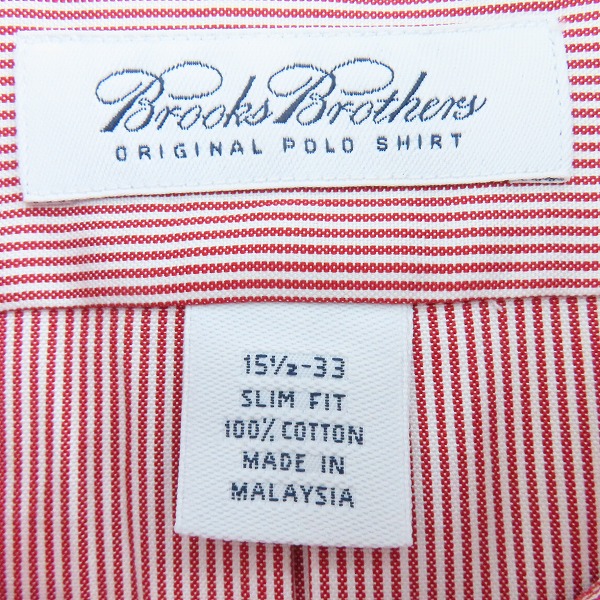 Brooks Brothers
ORIGINAL POLO SHIRT
15½-33
SLIM FIT
100% COTTON
MADE IN
MALAYSIA